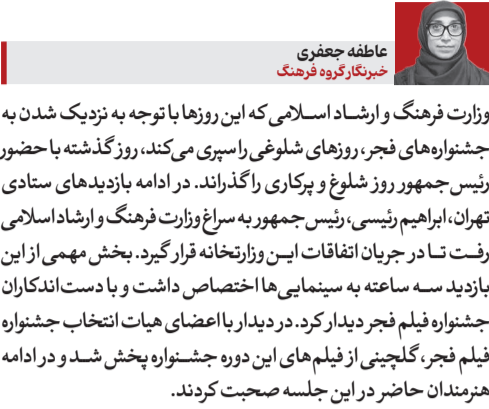 عاطفه جعفری
خبرنگار گروه فرهنگ
وزارت فرهنگ و ارشاد اسلامی که این روزها با توجه به نزدیک شدن به
جشنواره‌های فجر، روزهای شلوغی را سپری می‌کند، روز گذشته با حضور
رئیس‌جمهور روز شلوغ و پرکاری را گذراند. در ادامه بازدیدهای ستادی
تهران، ابراهیم رئیسی، رئیس‌جمهور به سراغ وزارت فرهنگ و ارشاد اسلامی
رفت تا در جریان اتفاقات این وزارتخانه قرار گیرد. بخش مهمی از این
بازدید سه ساعته به سینمایی‌ها اختصاص داشت و با دست‌اندکاران
جشنواره فیلم فجر دیدار کرد. در دیدار با اعضای هیات انتخاب جشنواره
فیلم فجر، گلچینی از فیلم‌های این دوره جشنواره پخش شد و در ادامه
هنرمندان حاضر در این جلسه صحبت کردند.